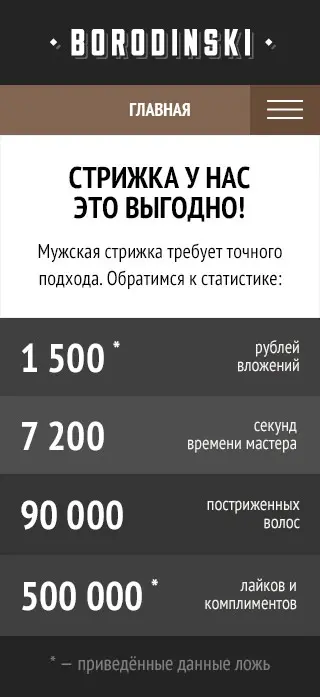 BORODINSKI
ГЛАВНАЯ
СТРИЖКА У НАС
ЭТО ВЫГОДНО!
Мужская стрижка требует точного
подхода. Обратимся к статистике:
1 500 *
рублей
вложений
7 200
секунд
времени мастера
90 000
постриженных
волос
500 000 *
лайков и
комплиментов
* — приведённые данные ложь